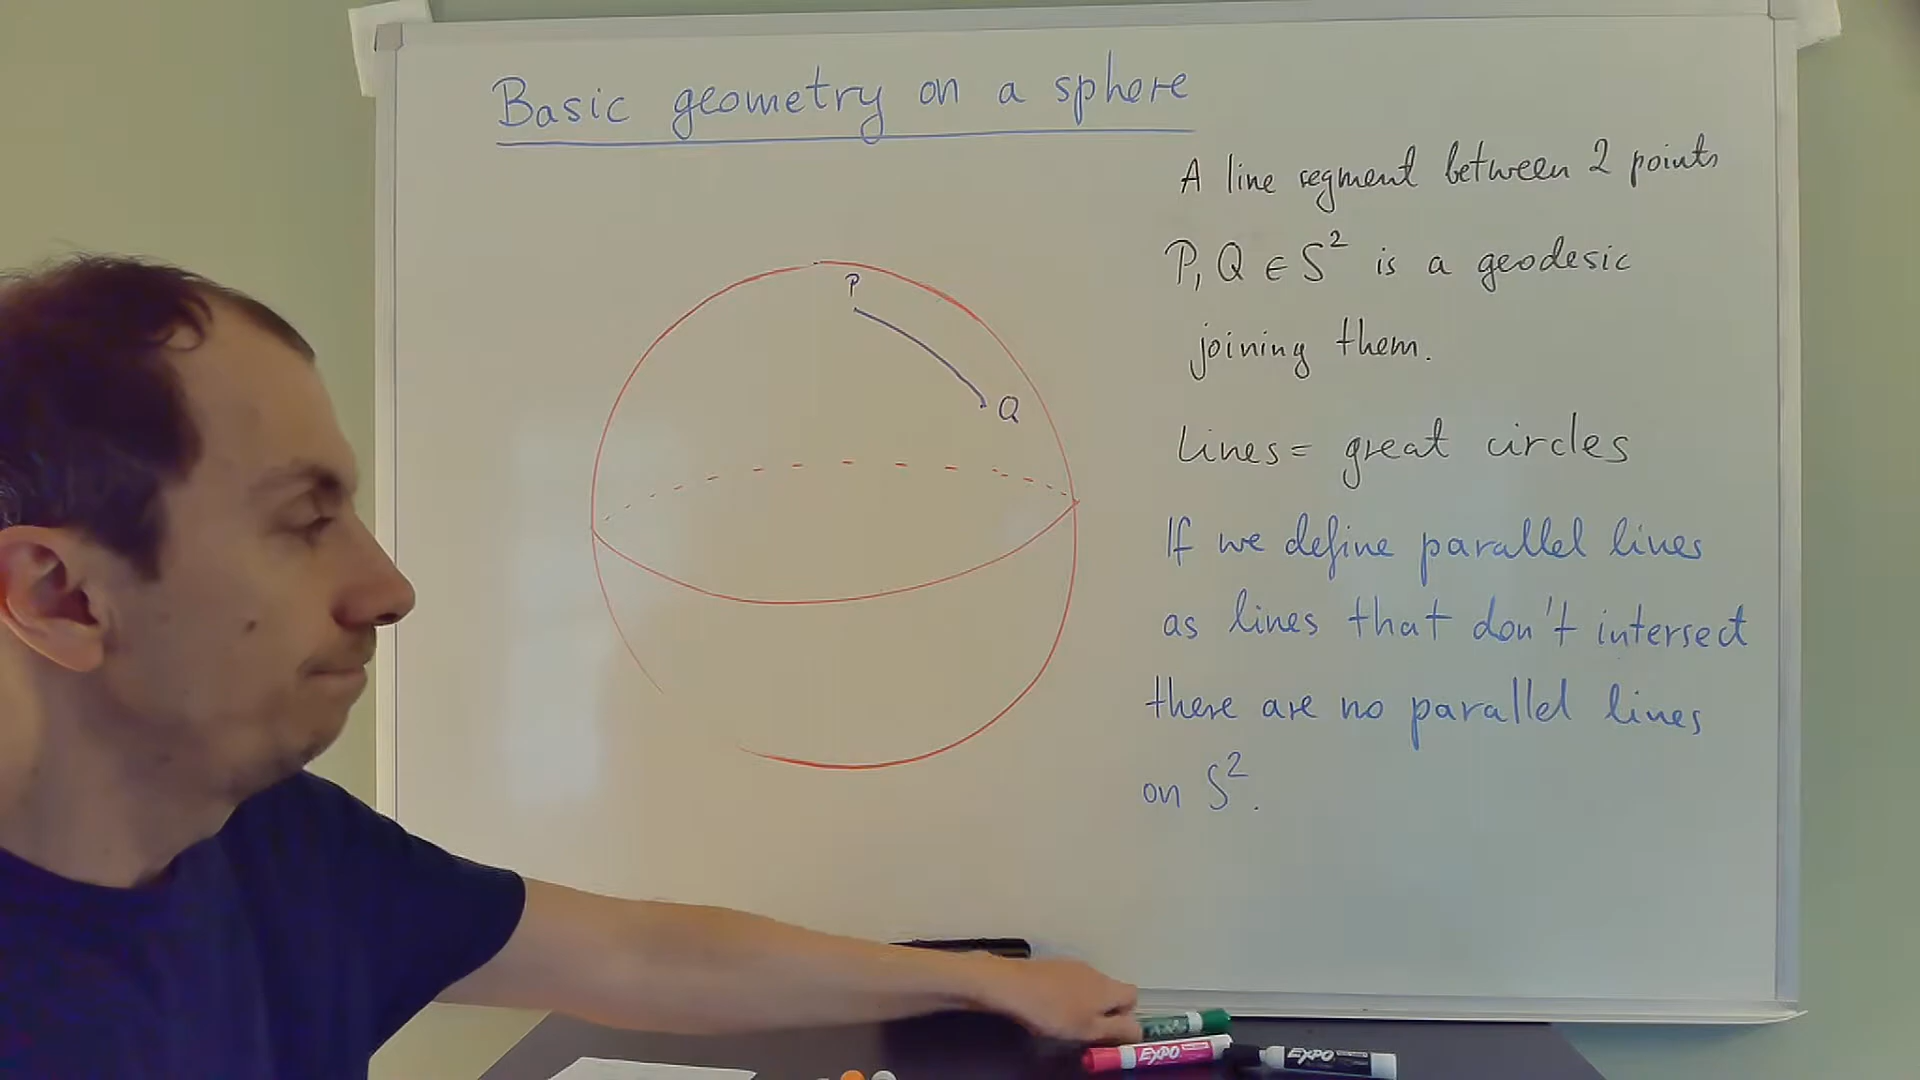 Basic geometry on a sphere
A line segment between 2 points
P, Q ∈ S² is a geodesic
joining them.
Lines = great circles
If we define parallel lines
as lines that don't intersect
there are no parallel lines
on S².
P
Q
EXPO
EXPO